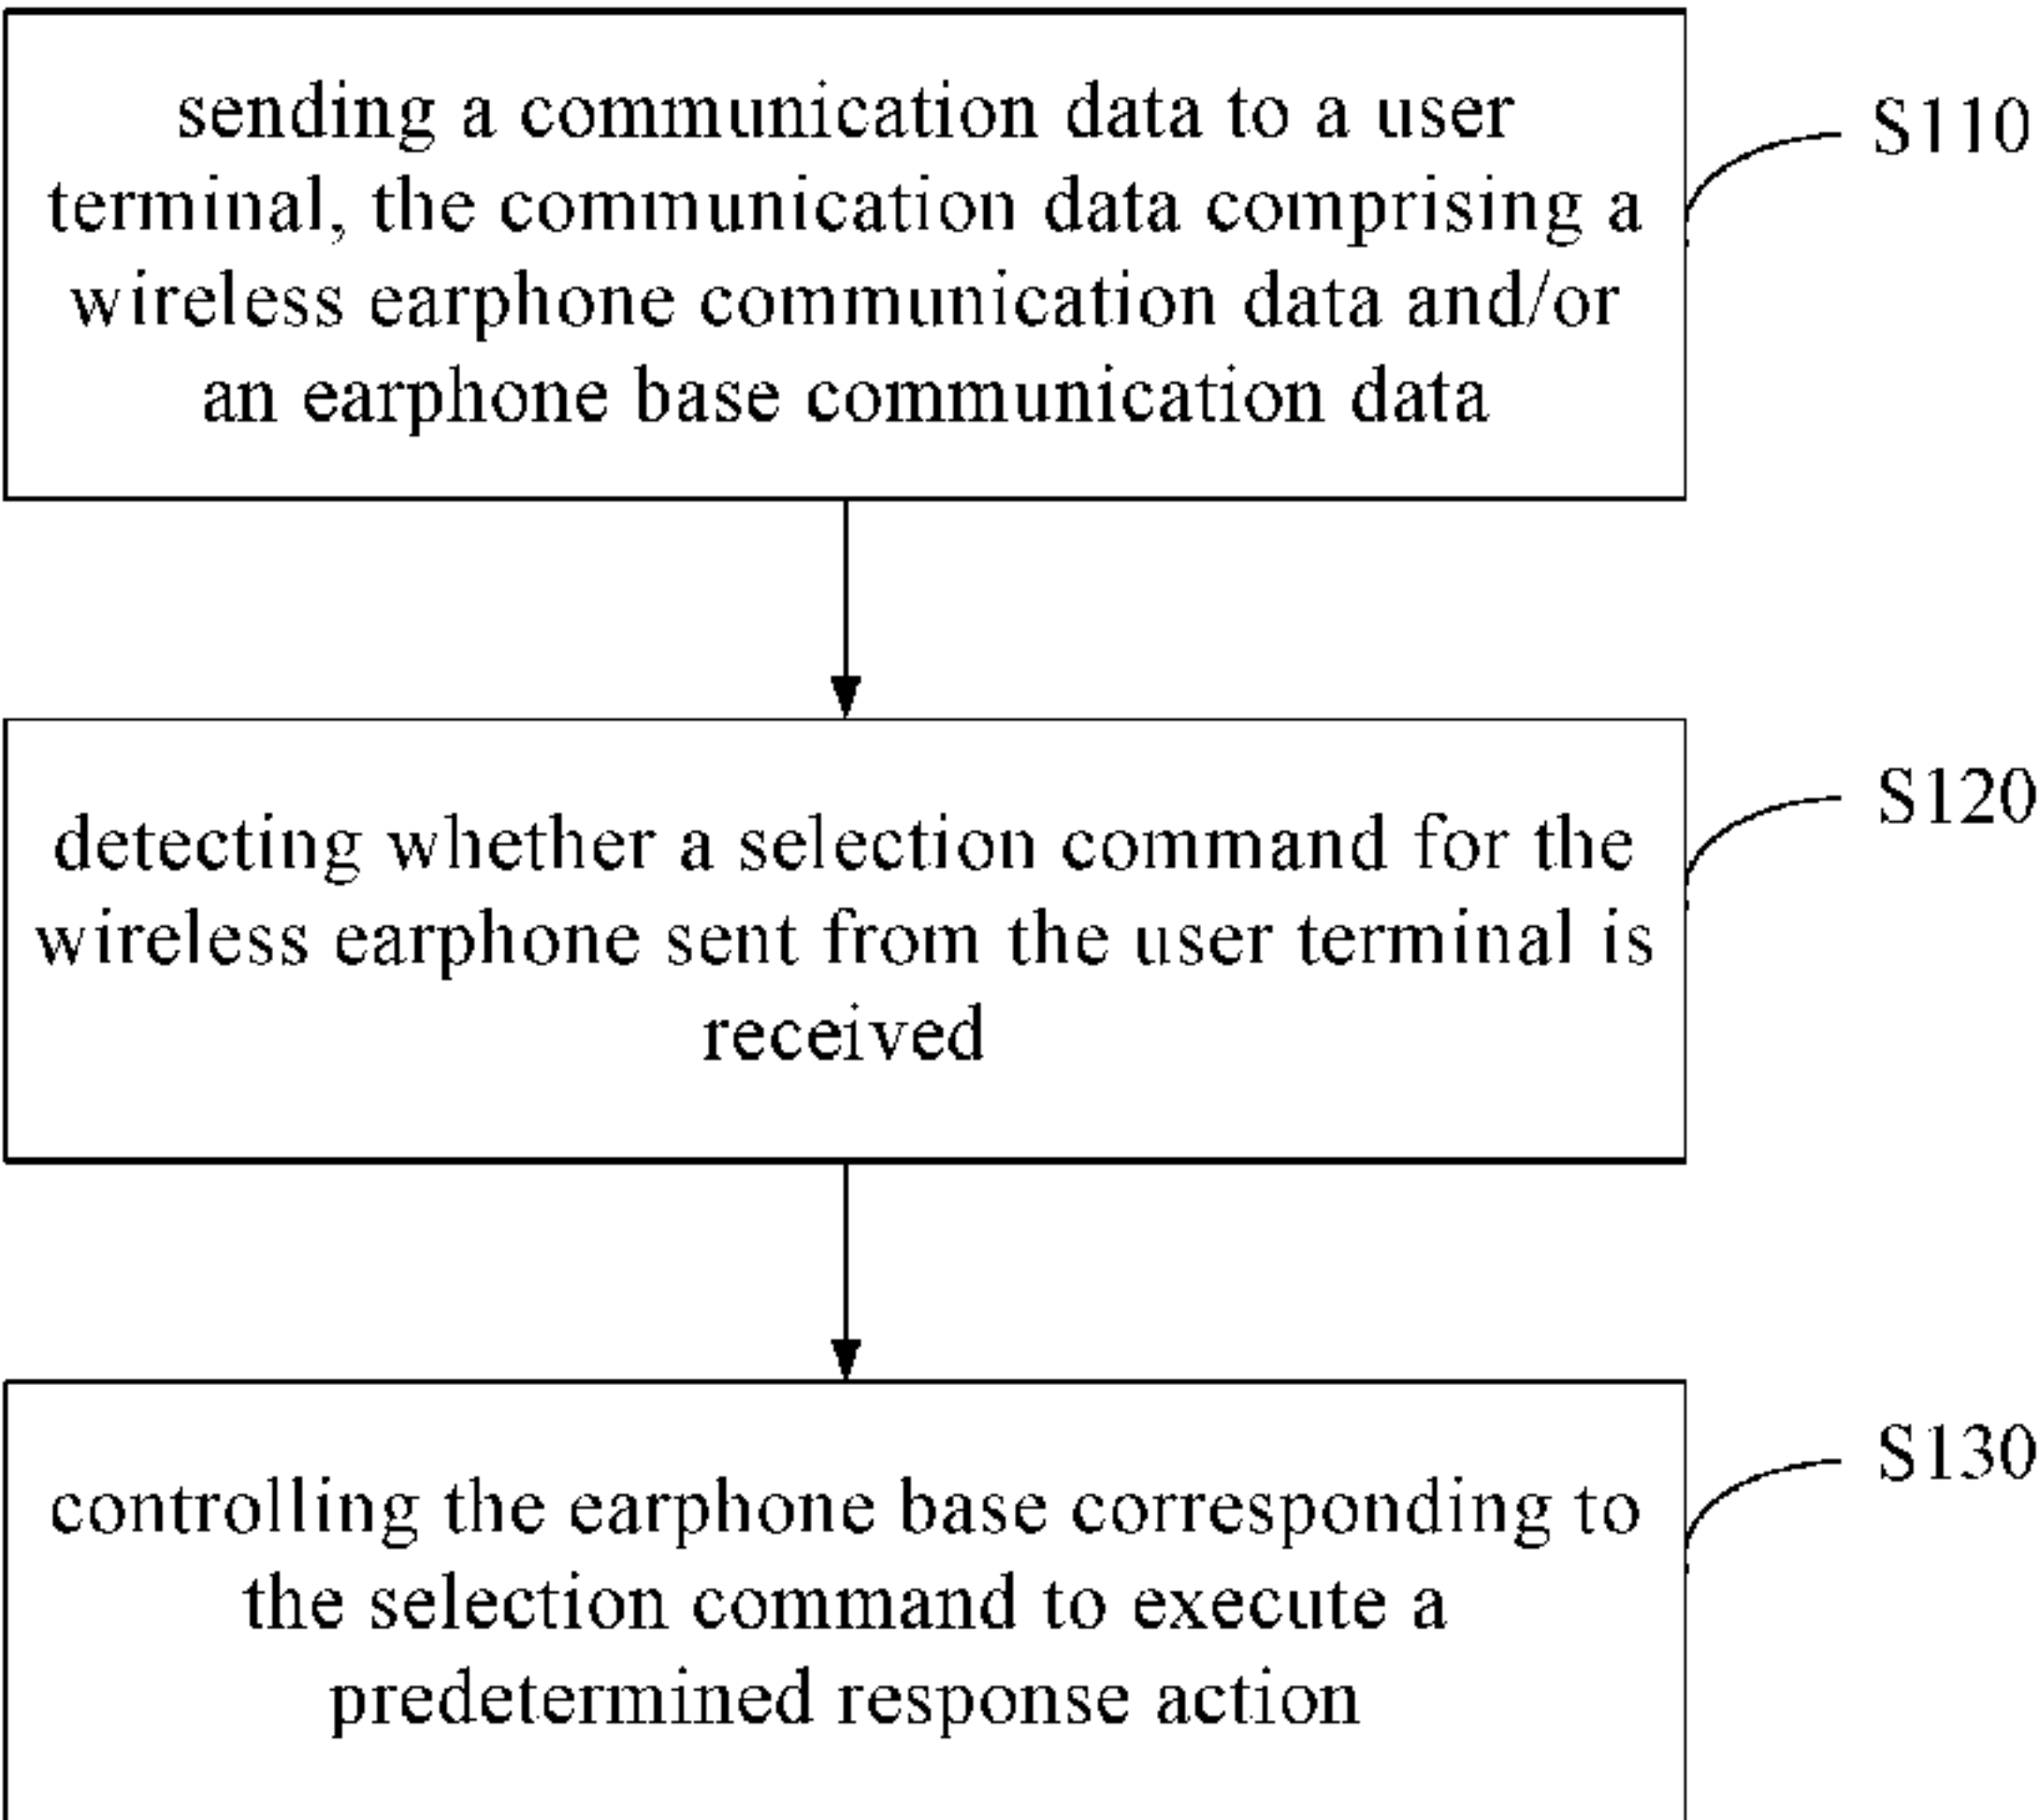 sending a communication data to a user
terminal, the communication data comprising a
wireless earphone communication data and/or
an earphone base communication data
S110
detecting whether a selection command for the
wireless earphone sent from the user terminal is
received
S120
controlling the earphone base corresponding to
the selection command to execute a
predetermined response action
S130